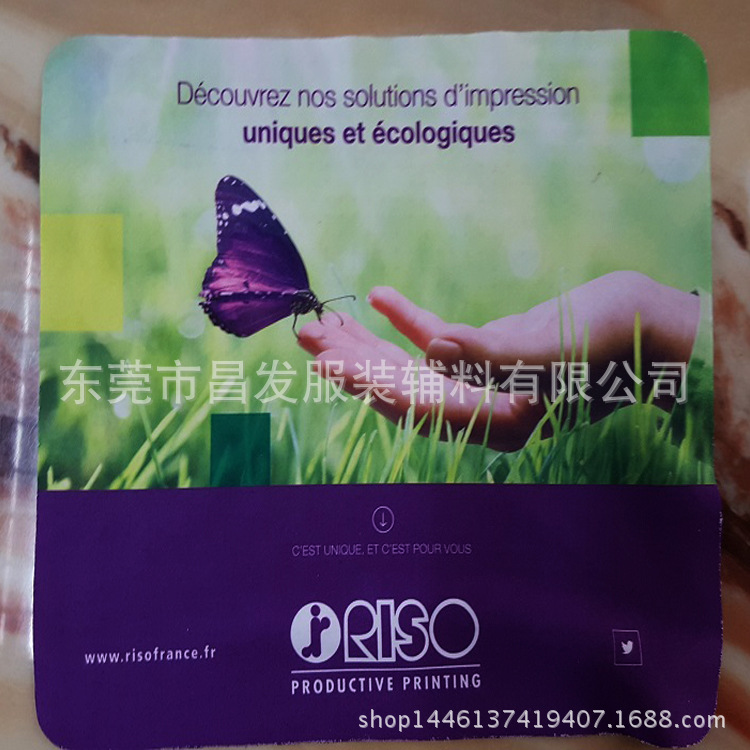 Découvrez nos solutions d'impression
uniques et écologiques
东莞市昌发服装辅料有限公司
C'EST UNIQUE, ET C'EST POUR VOUS
RISO
www.risofrance.fr
PRODUCTIVE PRINTING
shop1446137419407.1688.com